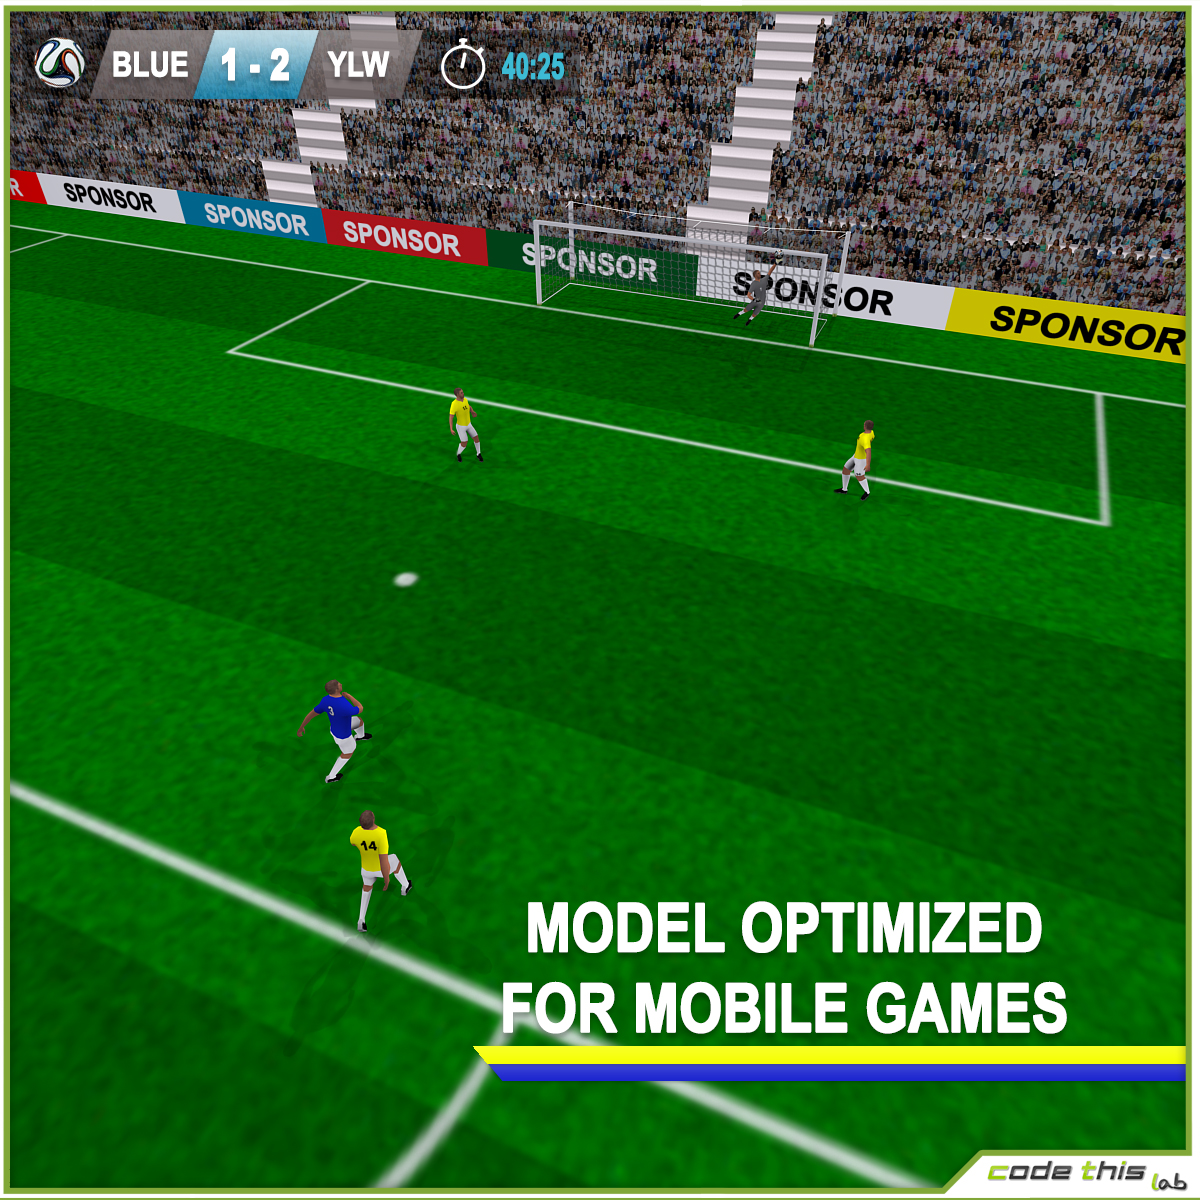 BLUE 1 - 2 YLW 40:25
R SPONSOR SPONSOR SPONSOR SPONSOR SPONSOR SPONSOR
3
14
MODEL OPTIMIZED
FOR MOBILE GAMES
code this lab